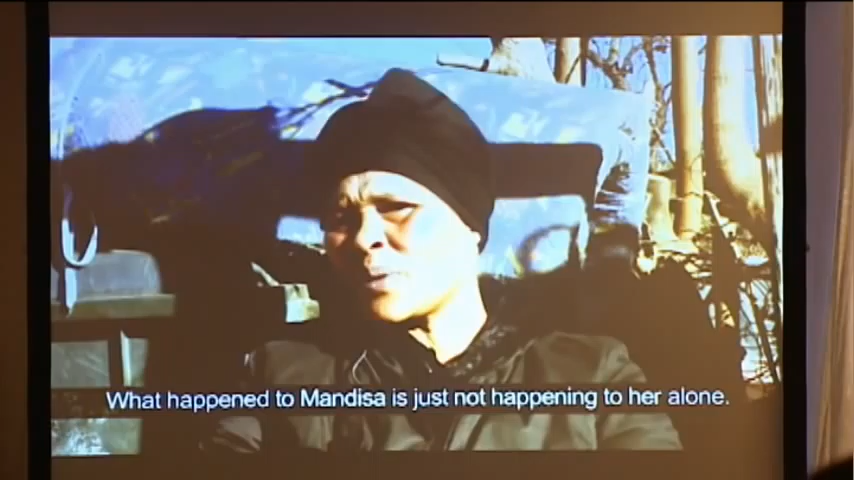 What happened to Mandisa is just not happening to her alone.